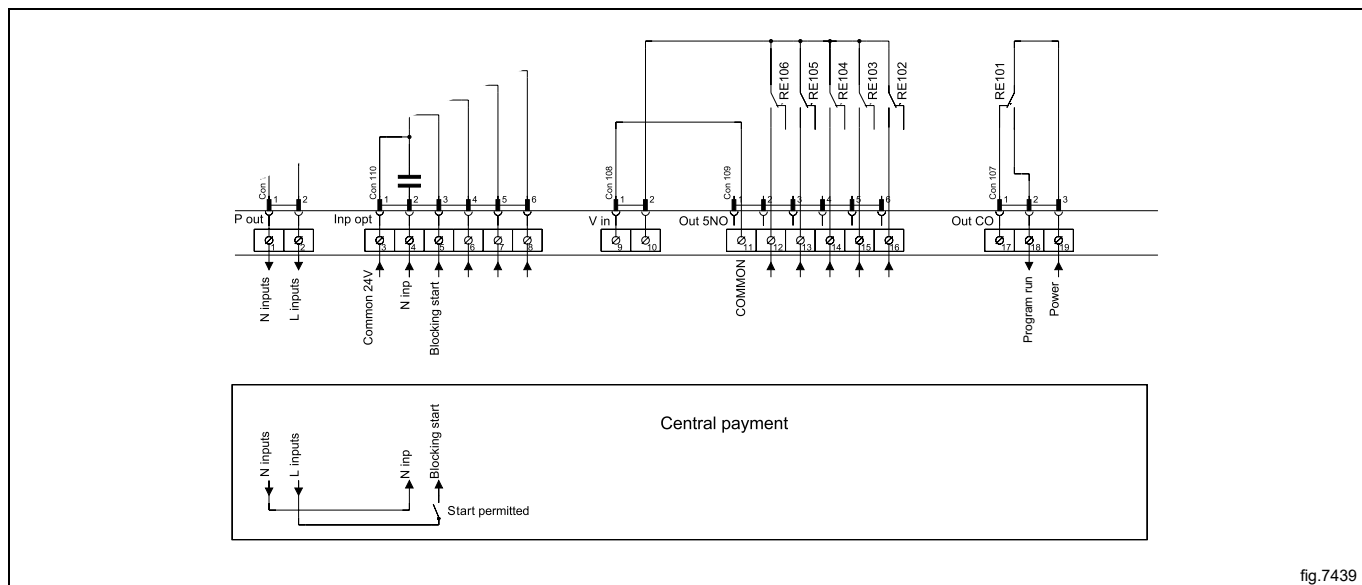 RE106
RE105
RE104
RE103
RE102
RE101
Con
Con 110
Con 108
Con 109
Con 107
1 2
1 2 3 4 5 6
1 2
1 2 3 4 5 6
1 2 3
P out
Inp opt
V in
Out 5NO
Out CO
1 2
3 4 5 6 7 8
9 10
11 12 13 14 15 16
17 18 19
N inputs
L inputs
Common 24V
N inp
Blocking start
COMMON
Program run
Power
Central payment
N inputs
L inputs
N inp
Blocking start
Start permitted
fig.7439